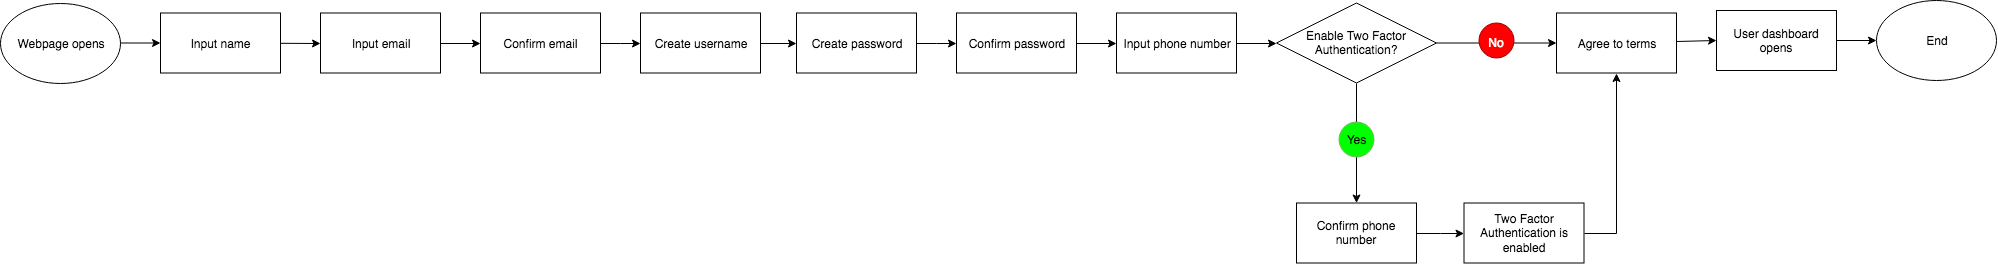 Webpage opens
Input name
Input email
Confirm email
Create username
Create password
Confirm password
Input phone number
Enable Two Factor
Authentication?
No
Agree to terms
User dashboard
opens
End
Yes
Confirm phone
number
Two Factor
Authentication is
enabled